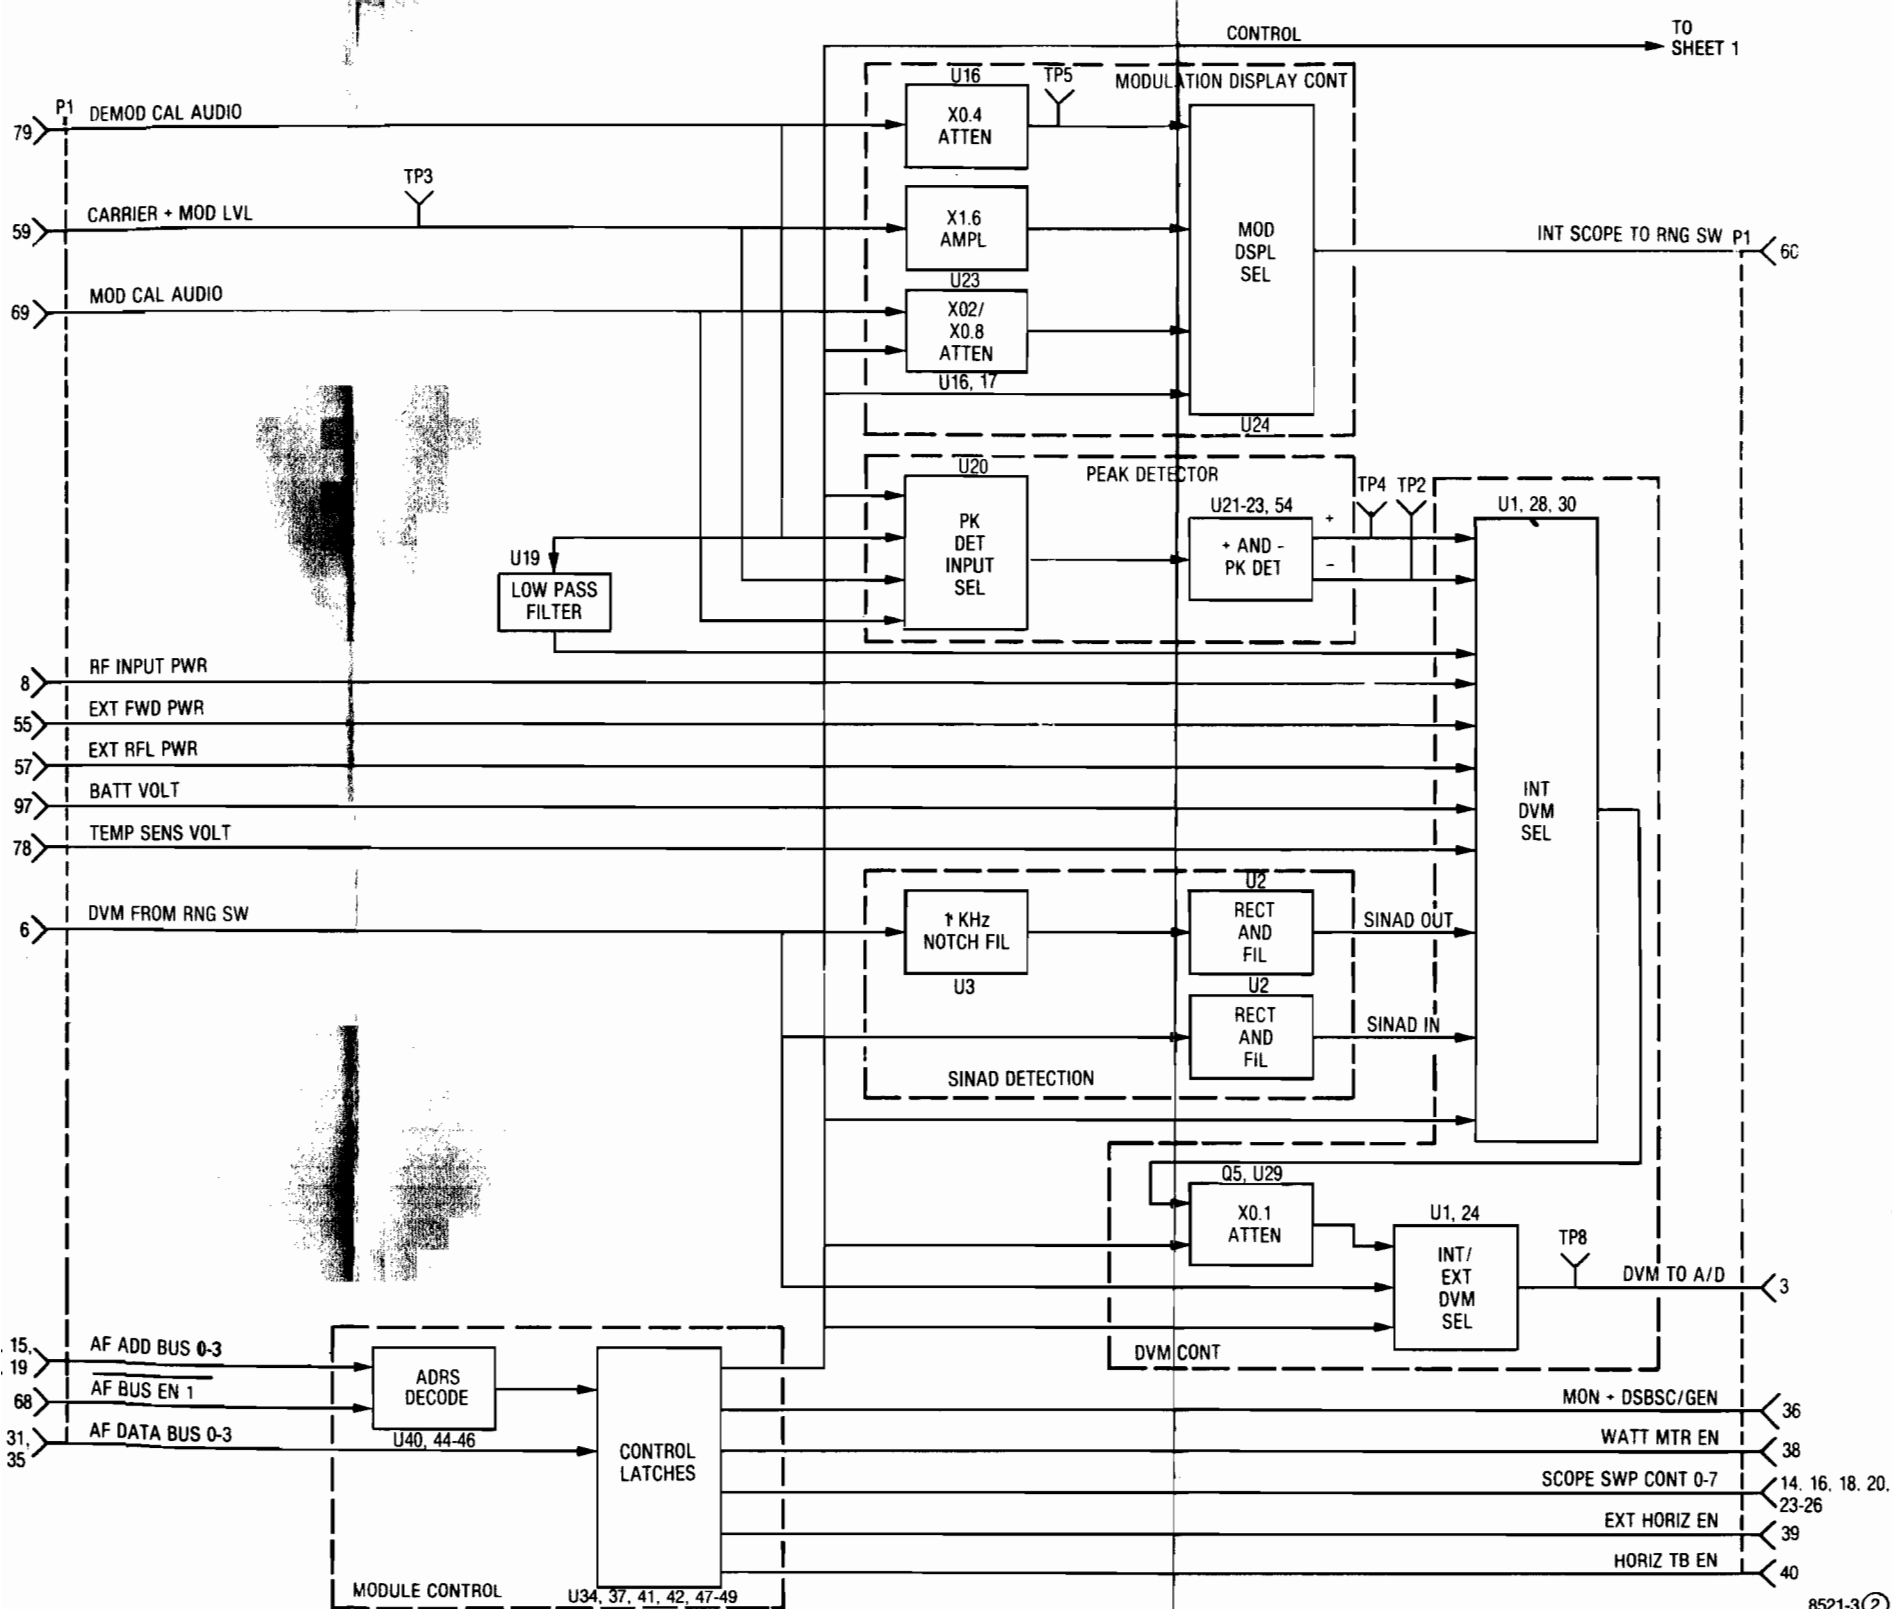 CONTROL
TO
SHEET 1
U16
TP5
MODULATION DISPLAY CONT
P1
79
DEMOD CAL AUDIO
X0.4
ATTEN
TP3
59
CARRIER + MOD LVL
X1.6
AMPL
MOD
DSPL
SEL
INT SCOPE TO RNG SW
P1
60
U23
69
MOD CAL AUDIO
X02/
X0.8
ATTEN
U16, 17
U24
U20
PEAK DETECTOR
TP4
TP2
U21-23, 54
U1, 28, 30
PK
DET
INPUT
SEL
+
+ AND -
PK DET
-
U19
LOW PASS
FILTER
8
RF INPUT PWR
55
EXT FWD PWR
57
EXT RFL PWR
97
BATT VOLT
78
TEMP SENS VOLT
INT
DVM
SEL
6
DVM FROM RNG SW
1 KHz
NOTCH FIL
U3
U2
RECT
AND
FIL
SINAD OUT
U2
RECT
AND
FIL
SINAD IN
SINAD DETECTION
Q5, U29
X0.1
ATTEN
U1, 24
INT/
EXT
DVM
SEL
TP8
DVM TO A/D
3
DVM CONT
15,
19
AF ADD BUS 0-3
68
AF BUS EN 1
31,
35
AF DATA BUS 0-3
ADRS
DECODE
U40, 44-46
CONTROL
LATCHES
MON + DSBSC/GEN
36
WATT MTR EN
38
SCOPE SWP CONT 0-7
14. 16, 18. 20,
23-26
EXT HORIZ EN
39
HORIZ TB EN
40
MODULE CONTROL
U34, 37, 41, 42, 47-49
8521-3 2